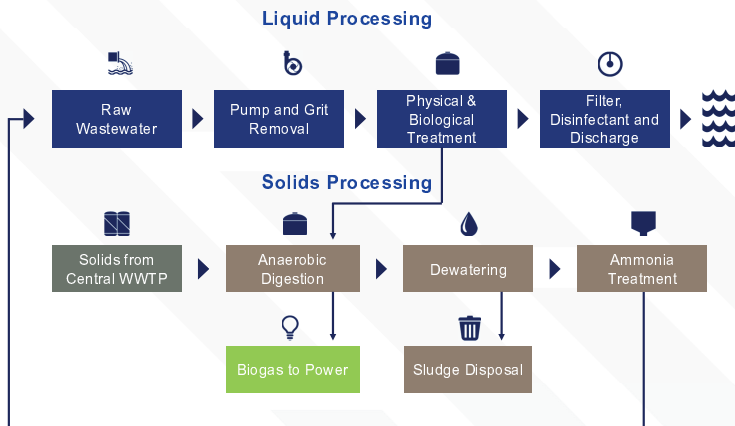 Liquid Processing
Raw
Wastewater
Pump and Grit
Removal
Physical &
Biological
Treatment
Filter,
Disinfectant and
Discharge
Solids Processing
Solids from
Central WWTP
Anaerobic
Digestion
Dewatering
Ammonia
Treatment
Biogas to Power
Sludge Disposal